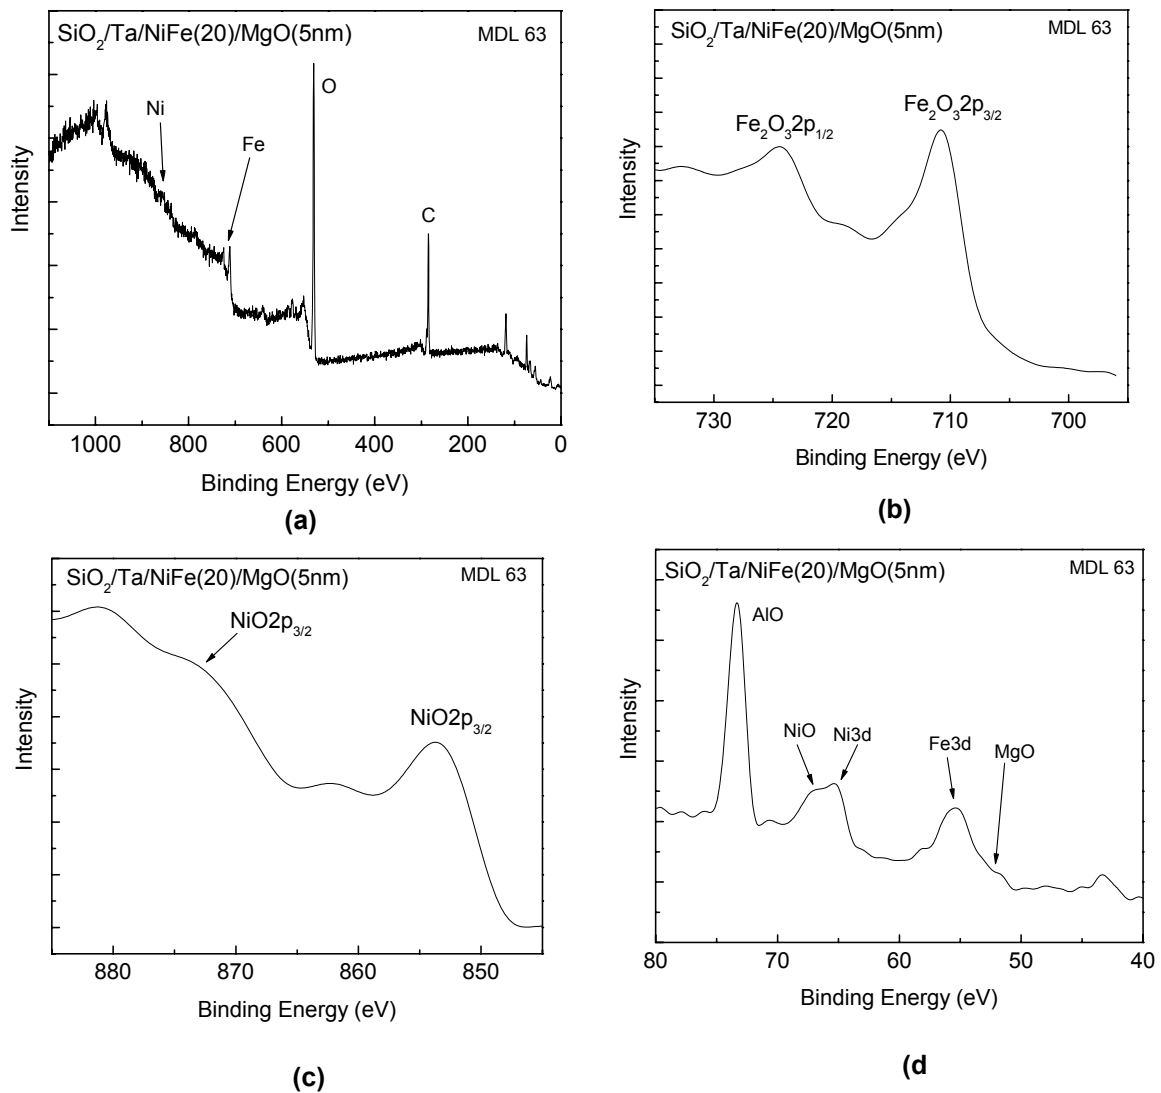 SiO₂/Ta/NiFe(20)/MgO(5nm) MDL 63
O
Ni
Fe
C
Intensity
1000 800 600 400 200 0
Binding Energy (eV)
(a)
SiO₂/Ta/NiFe(20)/MgO(5nm) MDL 63
Fe₂O₃2p₃/₂
Fe₂O₃2p₁/₂
Intensity
730 720 710 700
Binding Energy (eV)
(b)
SiO₂/Ta/NiFe(20)/MgO(5nm) MDL 63
NiO2p₃/₂
NiO2p₃/₂
Intensity
880 870 860 850
Binding Energy (eV)
(c)
SiO₂/Ta/NiFe(20)/MgO(5nm) MDL 63
AlO
NiO Ni3d
Fe3d
MgO
Intensity
80 70 60 50 40
Binding Energy (eV)
(d